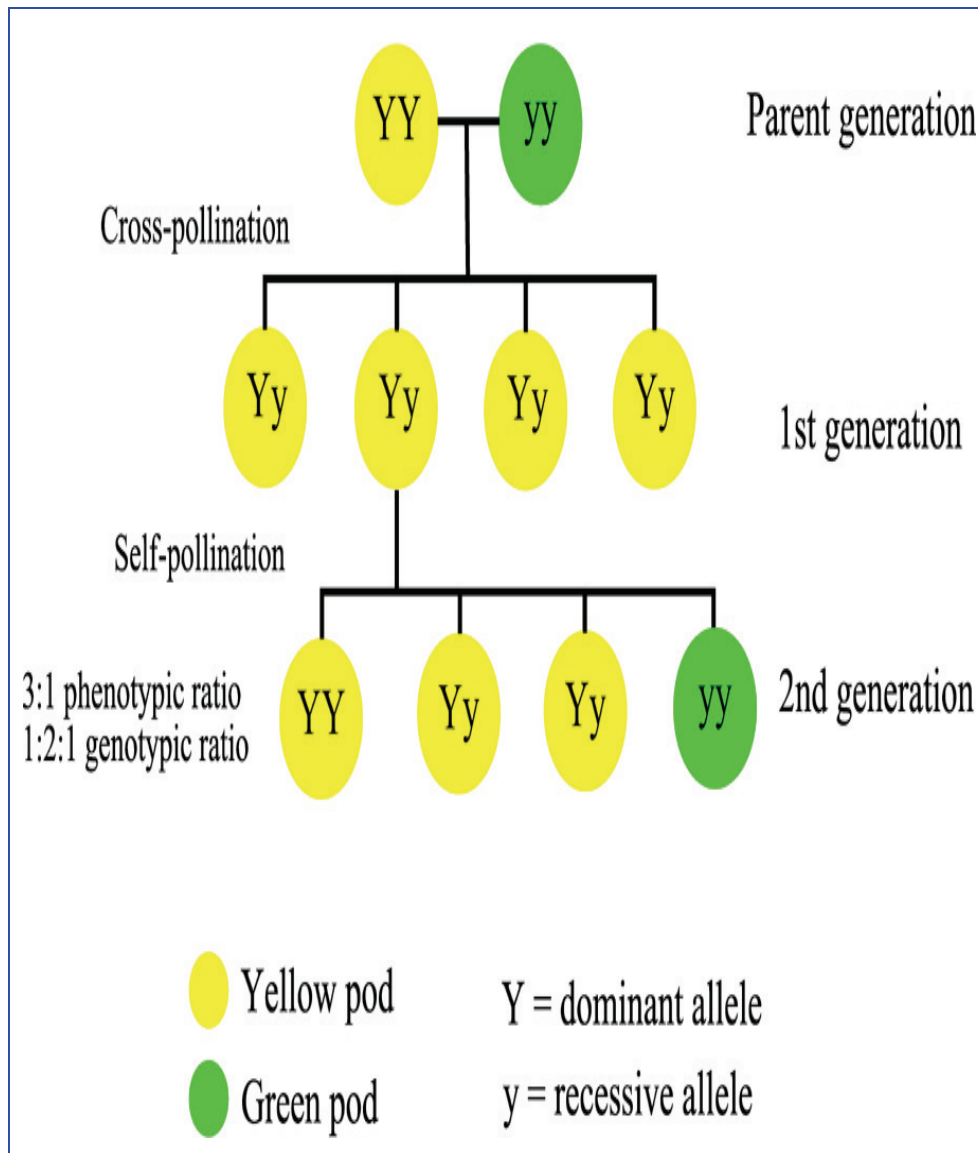 YY yy Parent generation
Cross-pollination
Yy Yy Yy Yy 1st generation
Self-pollination
3:1 phenotypic ratio
1:2:1 genotypic ratio
YY Yy Yy yy 2nd generation
Yellow pod Y = dominant allele
Green pod y = recessive allele